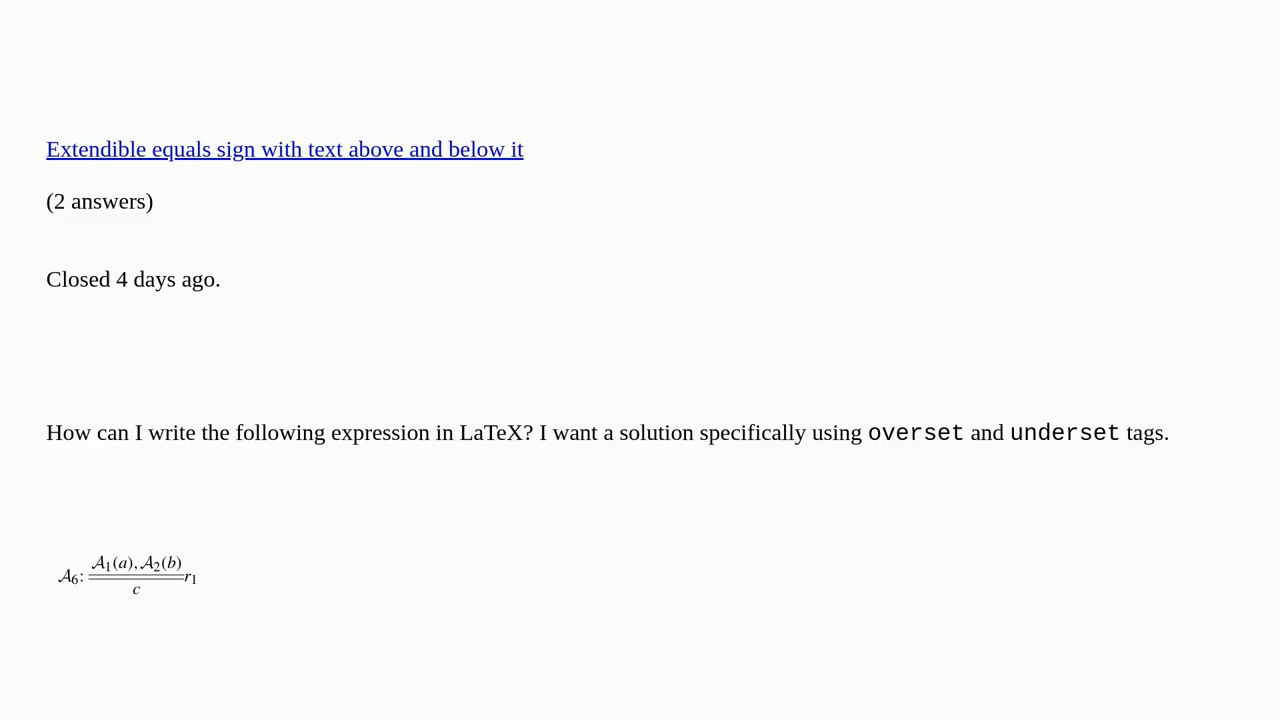 Extendible equals sign with text above and below it
(2 answers)
Closed 4 days ago.
How can I write the following expression in LaTeX? I want a solution specifically using overset and underset tags.
𝒜₆: 𝒜₁(a), 𝒜₂(b)
c
r₁